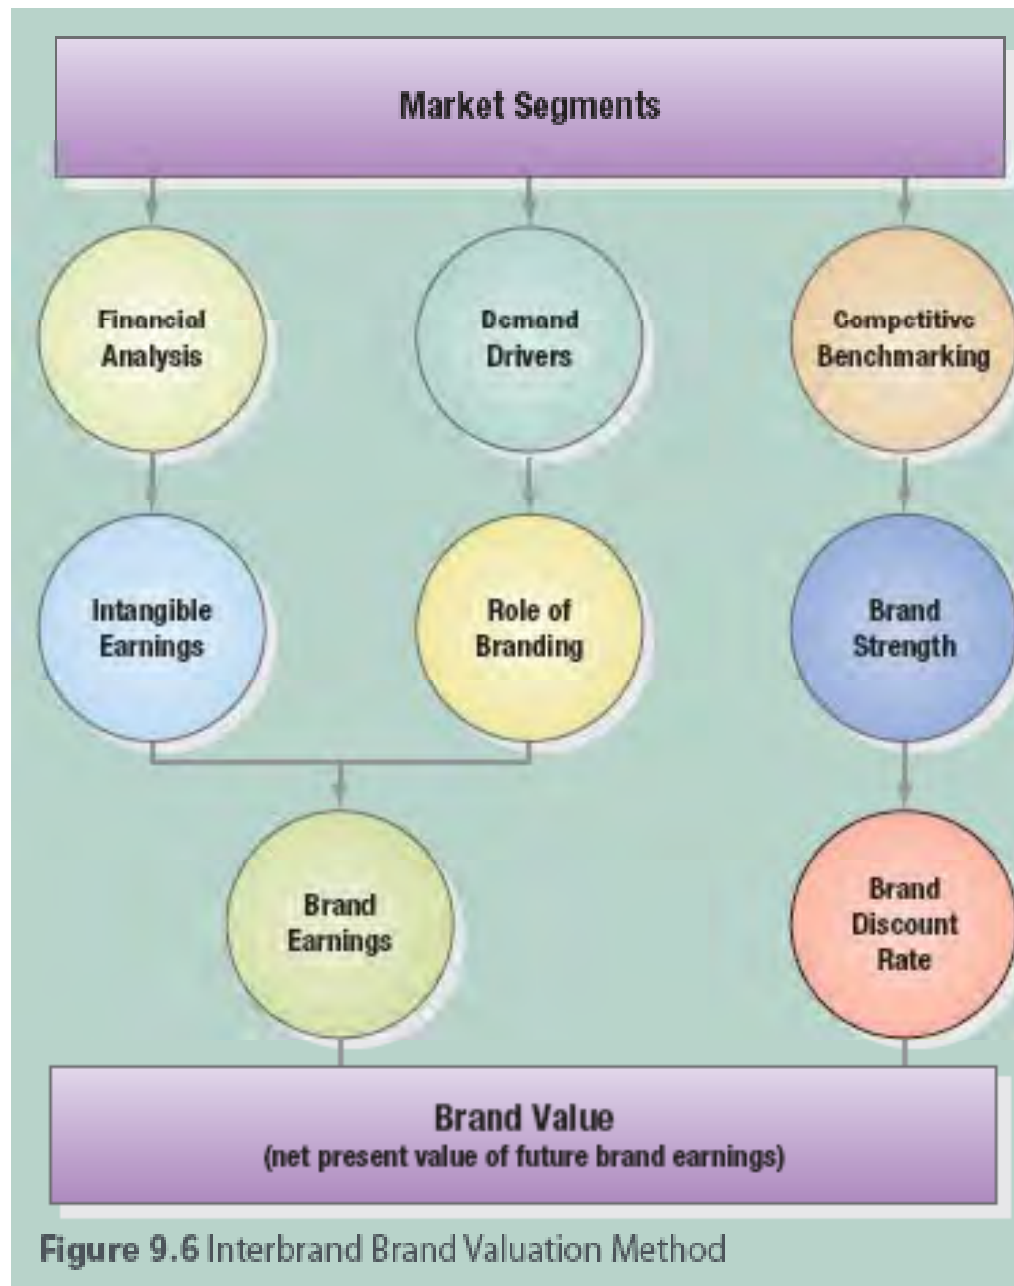 Market Segments
Financial
Analysis
Demand
Drivers
Competitive
Benchmarking
Intangible
Earnings
Role of
Branding
Brand
Strength
Brand
Earnings
Brand
Discount
Rate
Brand Value
(net present value of future brand earnings)
Figure 9.6 Interbrand Brand Valuation Method